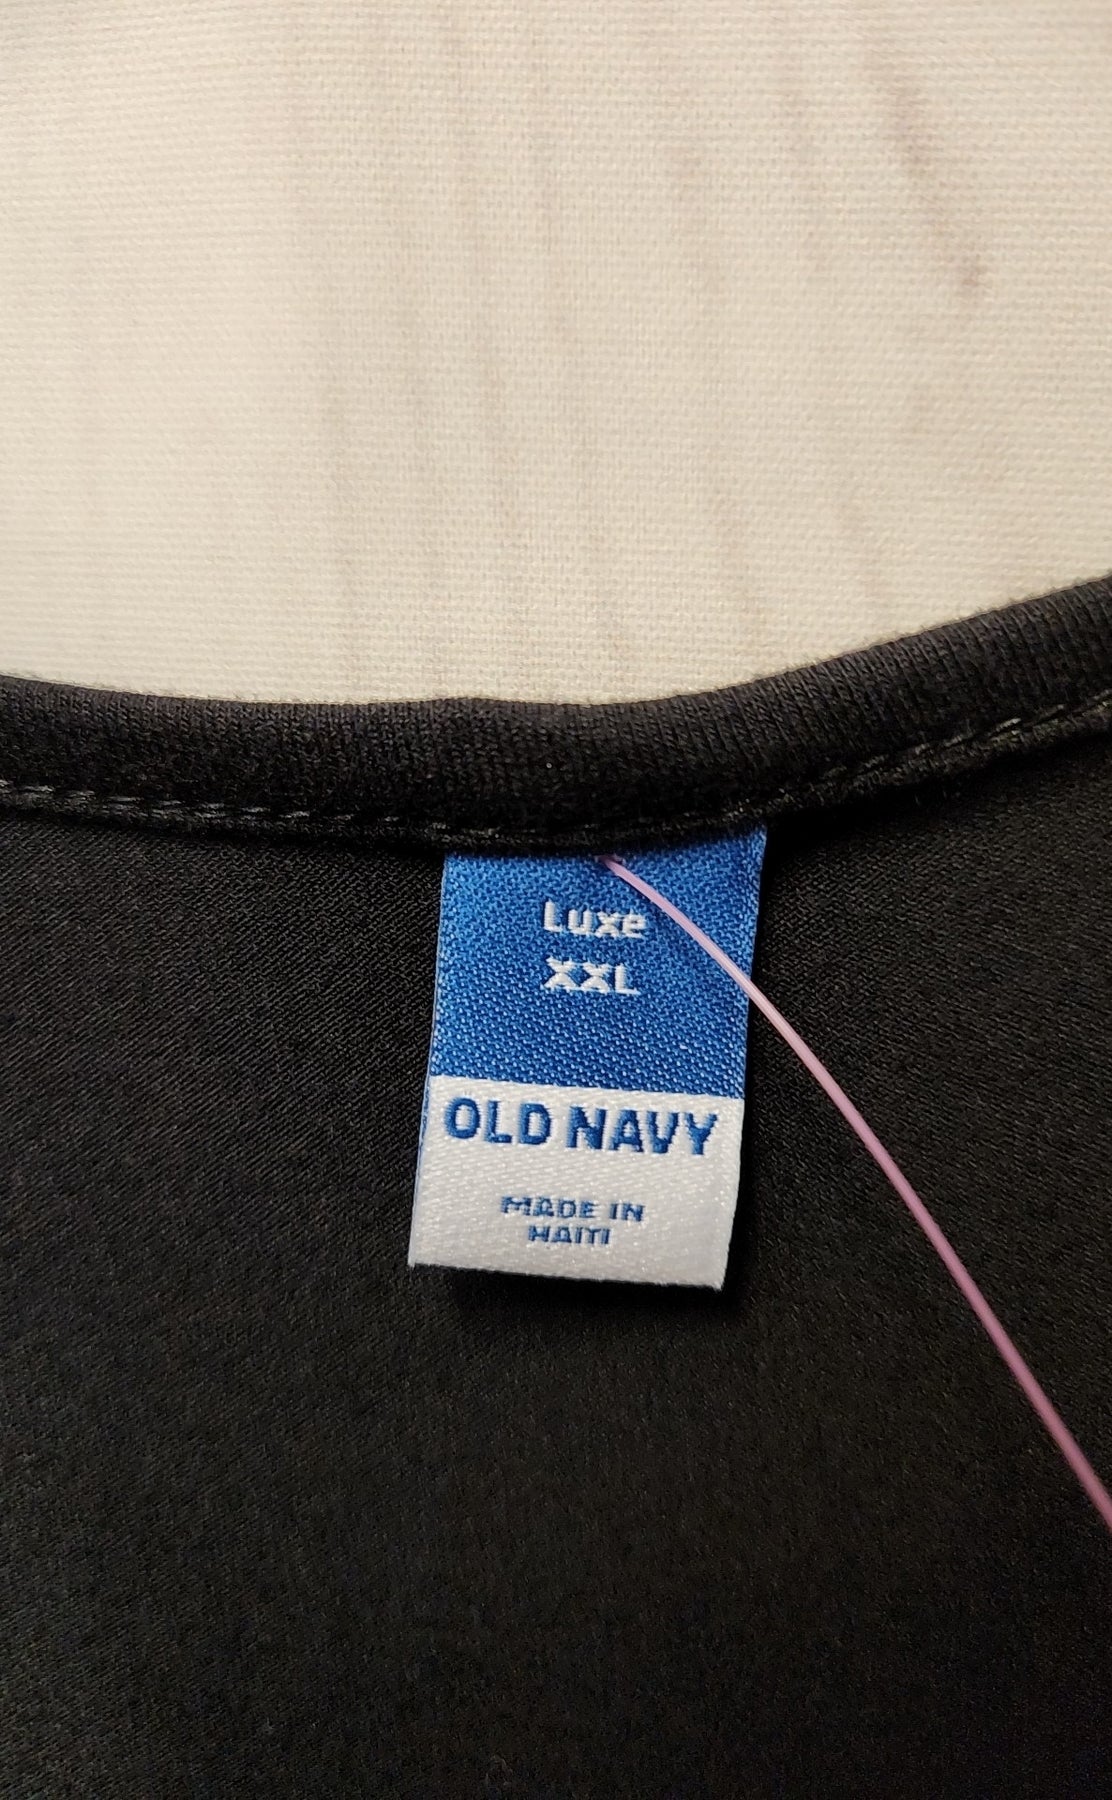 Luxe
XXL
OLD NAVY
MADE IN
HAITI